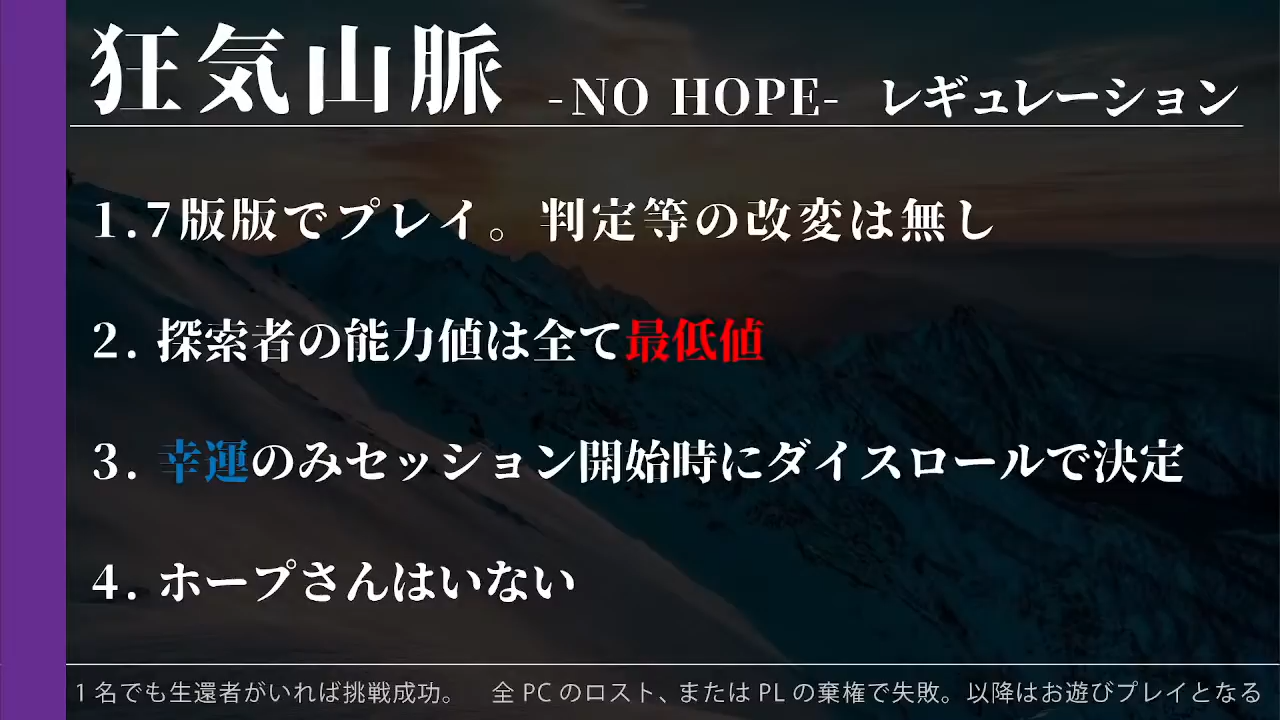 狂気山脈 -NO HOPE- レギュレーション
1.7版版でプレイ。判定等の改変は無し
2. 探索者の能力値は全て最低値
3. 幸運のみセッション開始時にダイスロールで決定
4. ホープさんはいない
1名でも生還者がいれば挑戦成功。 全PCのロスト、またはPLの棄権で失敗。以降はお遊びプレイとなる